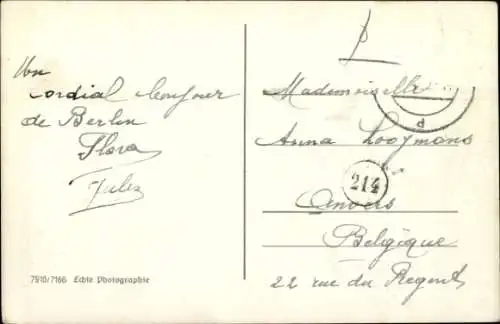 Un
cordial bonjour
de Berlin
Flora
Jules
7910/7166 Echte Photographie
Mademoiselle
d
Anna Looymans
214
Anvers
Belgique
22 rue du Regent